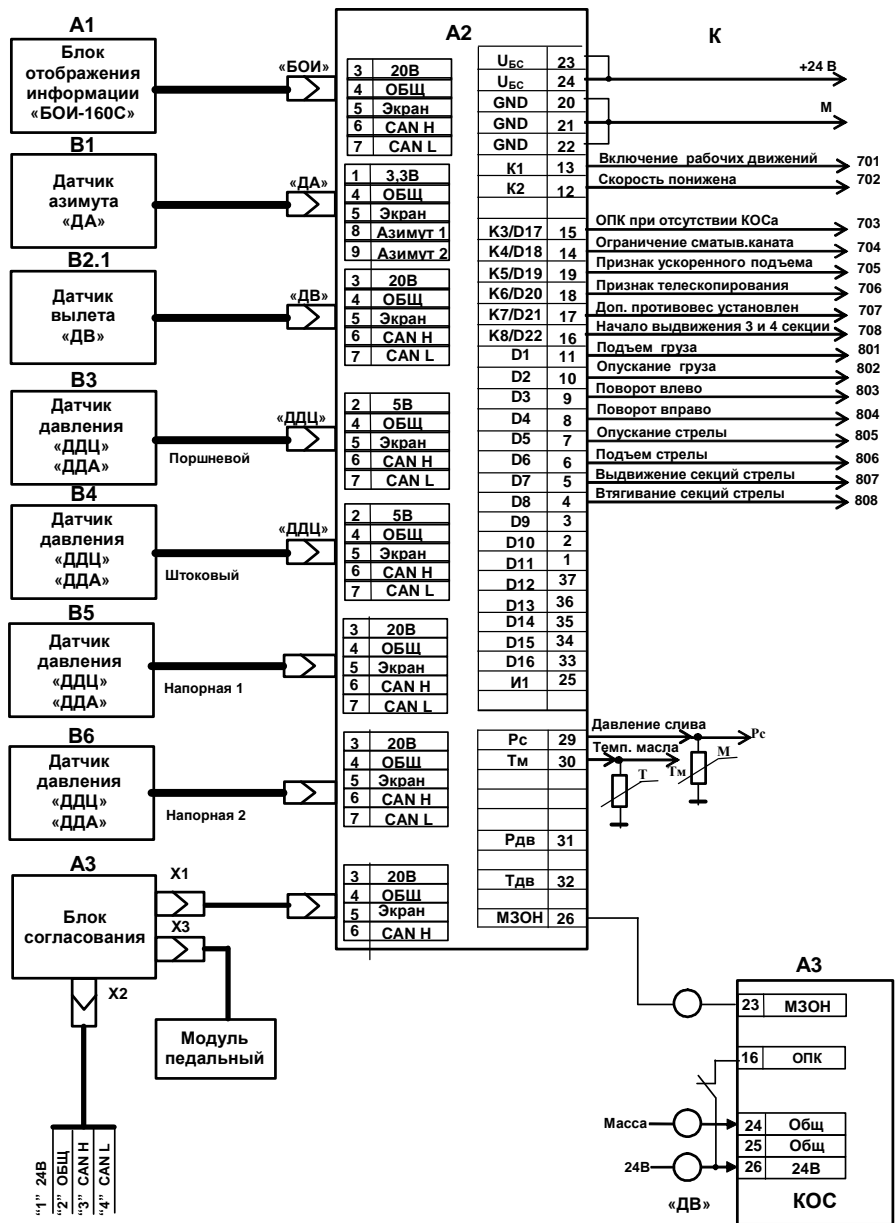 A1
Блок
отображения
информации
«БОИ-160С»
«БОИ»
B1
Датчик
азимута
«ДА»
«ДА»
B2.1
Датчик
вылета
«ДВ»
«ДВ»
B3
Датчик
давления
«ДДЦ»
«ДДА»
Поршневой
«ДДЦ»
B4
Датчик
давления
«ДДЦ»
«ДДА»
Штоковый
«ДДЦ»
B5
Датчик
давления
«ДДЦ»
«ДДА»
Напорная 1
B6
Датчик
давления
«ДДЦ»
«ДДА»
Напорная 2
A3
Блок
согласования
X1
X3
X2
Модуль
педальный
“1” 24В
“2” ОБЩ
“3” CAN H
“4” CAN L
A2
3 20В
4 ОБЩ
5 Экран
6 CAN H
7 CAN L
1 3,3В
4 ОБЩ
5 Экран
8 Азимут 1
9 Азимут 2
3 20В
4 ОБЩ
5 Экран
6 CAN H
7 CAN L
2 5В
4 ОБЩ
5 Экран
6 CAN H
7 CAN L
2 5В
4 ОБЩ
5 Экран
6 CAN H
7 CAN L
3 20В
4 ОБЩ
5 Экран
6 CAN H
7 CAN L
3 20В
4 ОБЩ
5 Экран
6 CAN H
7 CAN L
3 20В
4 ОБЩ
5 Экран
6 CAN H
К
UБС 23
UБС 24
+24 В
GND 20
GND 21
М
GND 22
К1 13 Включение рабочих движений 701
К2 12 Скорость понижена 702
K3/D17 15 ОПК при отсутствии КОСа 703
K4/D18 14 Ограничение сматыв.каната 704
K5/D19 19 Признак ускоренного подъема 705
K6/D20 18 Признак телескопирования 706
K7/D21 17 Доп. противовес установлен 707
K8/D22 16 Начало выдвижения 3 и 4 секции 708
D1 11 Подъем груза 801
D2 10 Опускание груза 802
D3 9 Поворот влево 803
D4 8 Поворот вправо 804
D5 7 Опускание стрелы 805
D6 6 Подъем стрелы 806
D7 5 Выдвижение секций стрелы 807
D8 4 Втягивание секций стрелы 808
D9 3
D10 2
D11 1
D12 37
D13 36
D14 35
D15 34
D16 33
И1 25
Рс 29 Давление слива Рс
Тм 30 Темп. масла Тм
М
Т
Рдв 31
Тдв 32
МЗОН 26
A3
23 МЗОН
16 ОПК
Масса
24 Общ
25 Общ
24В
26 24В
«ДВ»
КОС